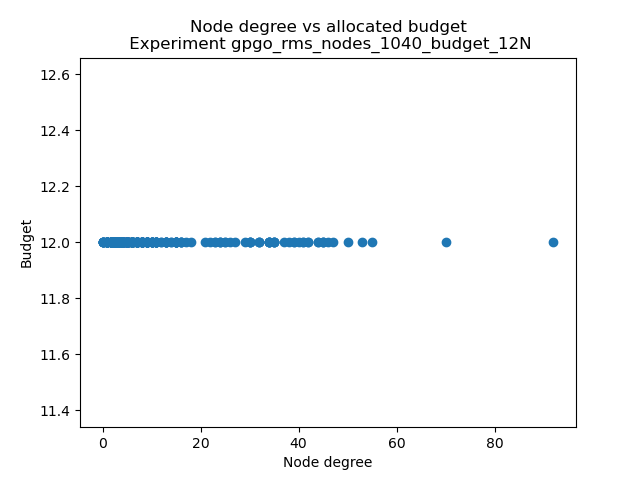 Node degree vs allocated budget
Experiment gpgo_rms_nodes_1040_budget_12N
12.6
12.4
12.2
12.0
11.8
11.6
11.4
Budget
0 20 40 60 80
Node degree